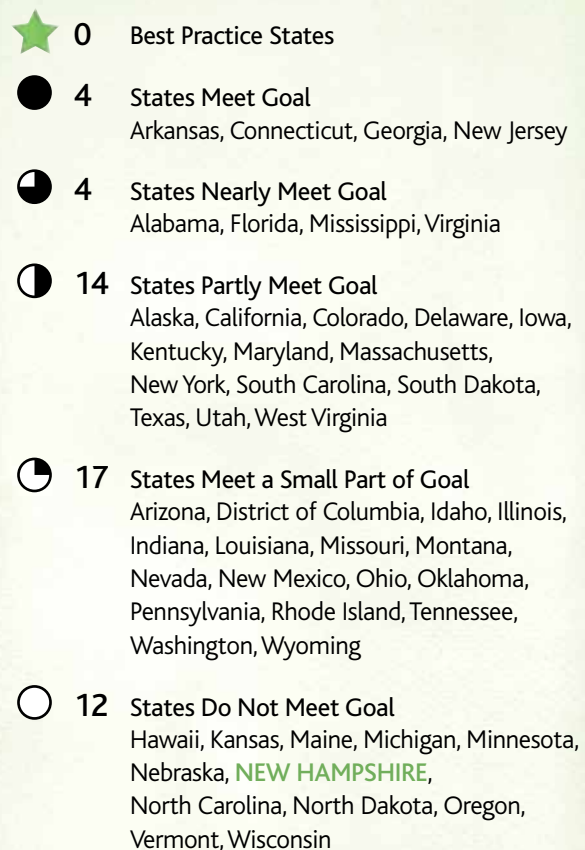 0 Best Practice States
4 States Meet Goal
Arkansas, Connecticut, Georgia, New Jersey
4 States Nearly Meet Goal
Alabama, Florida, Mississippi, Virginia
14 States Partly Meet Goal
Alaska, California, Colorado, Delaware, Iowa,
Kentucky, Maryland, Massachusetts,
New York, South Carolina, South Dakota,
Texas, Utah, West Virginia
17 States Meet a Small Part of Goal
Arizona, District of Columbia, Idaho, Illinois,
Indiana, Louisiana, Missouri, Montana,
Nevada, New Mexico, Ohio, Oklahoma,
Pennsylvania, Rhode Island, Tennessee,
Washington, Wyoming
12 States Do Not Meet Goal
Hawaii, Kansas, Maine, Michigan, Minnesota,
Nebraska, NEW HAMPSHIRE,
North Carolina, North Dakota, Oregon,
Vermont, Wisconsin